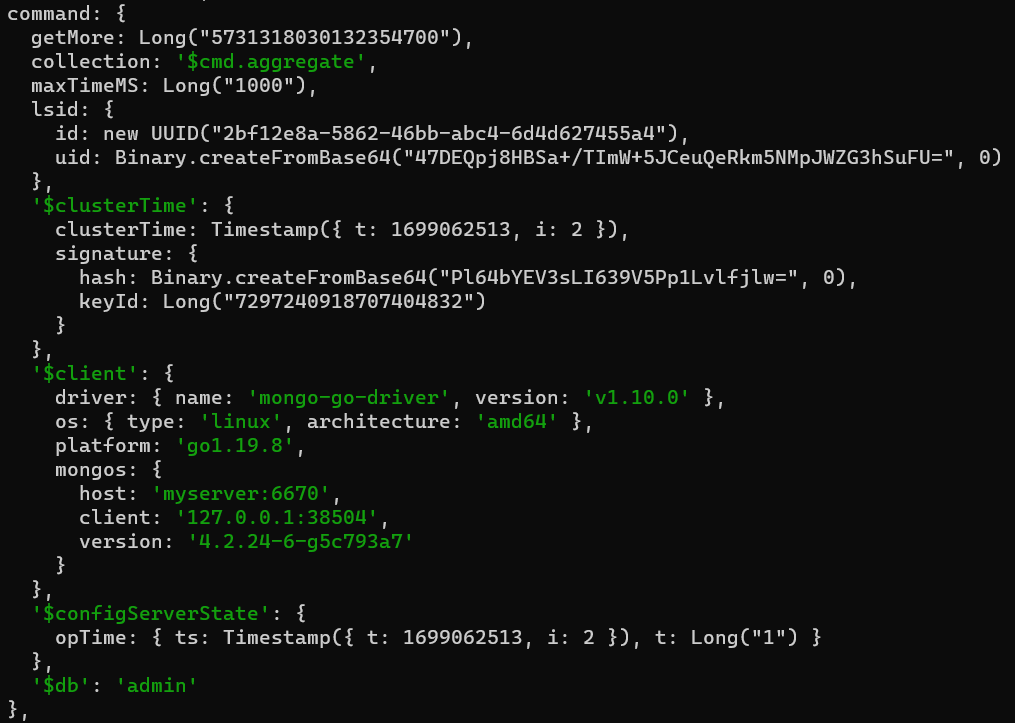 command: {
  getMore: Long("5731318030132354700"),
  collection: '$cmd.aggregate',
  maxTimeMS: Long("1000"),
  lsid: {
    id: new UUID("2bf12e8a-5862-46bb-abc4-6d4d627455a4"),
    uid: Binary.createFromBase64("47DEQpj8HBSa+/TImW+5JCeuQeRkm5NMpJWZG3hSuFU=", 0)
  },
  '$clusterTime': {
    clusterTime: Timestamp({ t: 1699062513, i: 2 }),
    signature: {
      hash: Binary.createFromBase64("Pl64bYEV3sLI639V5Pp1Lvlfjlw=", 0),
      keyId: Long("7297240918707404832")
    }
  },
  '$client': {
    driver: { name: 'mongo-go-driver', version: 'v1.10.0' },
    os: { type: 'linux', architecture: 'amd64' },
    platform: 'go1.19.8',
    mongos: {
      host: 'myserver:6670',
      client: '127.0.0.1:38504',
      version: '4.2.24-6-g5c793a7'
    }
  },
  '$configServerState': {
    opTime: { ts: Timestamp({ t: 1699062513, i: 2 }), t: Long("1") }
  },
  '$db': 'admin'
},